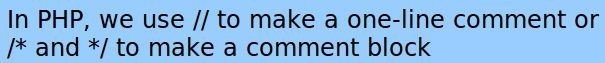 In PHP, we use // to make a one-line comment or
/* and */ to make a comment block